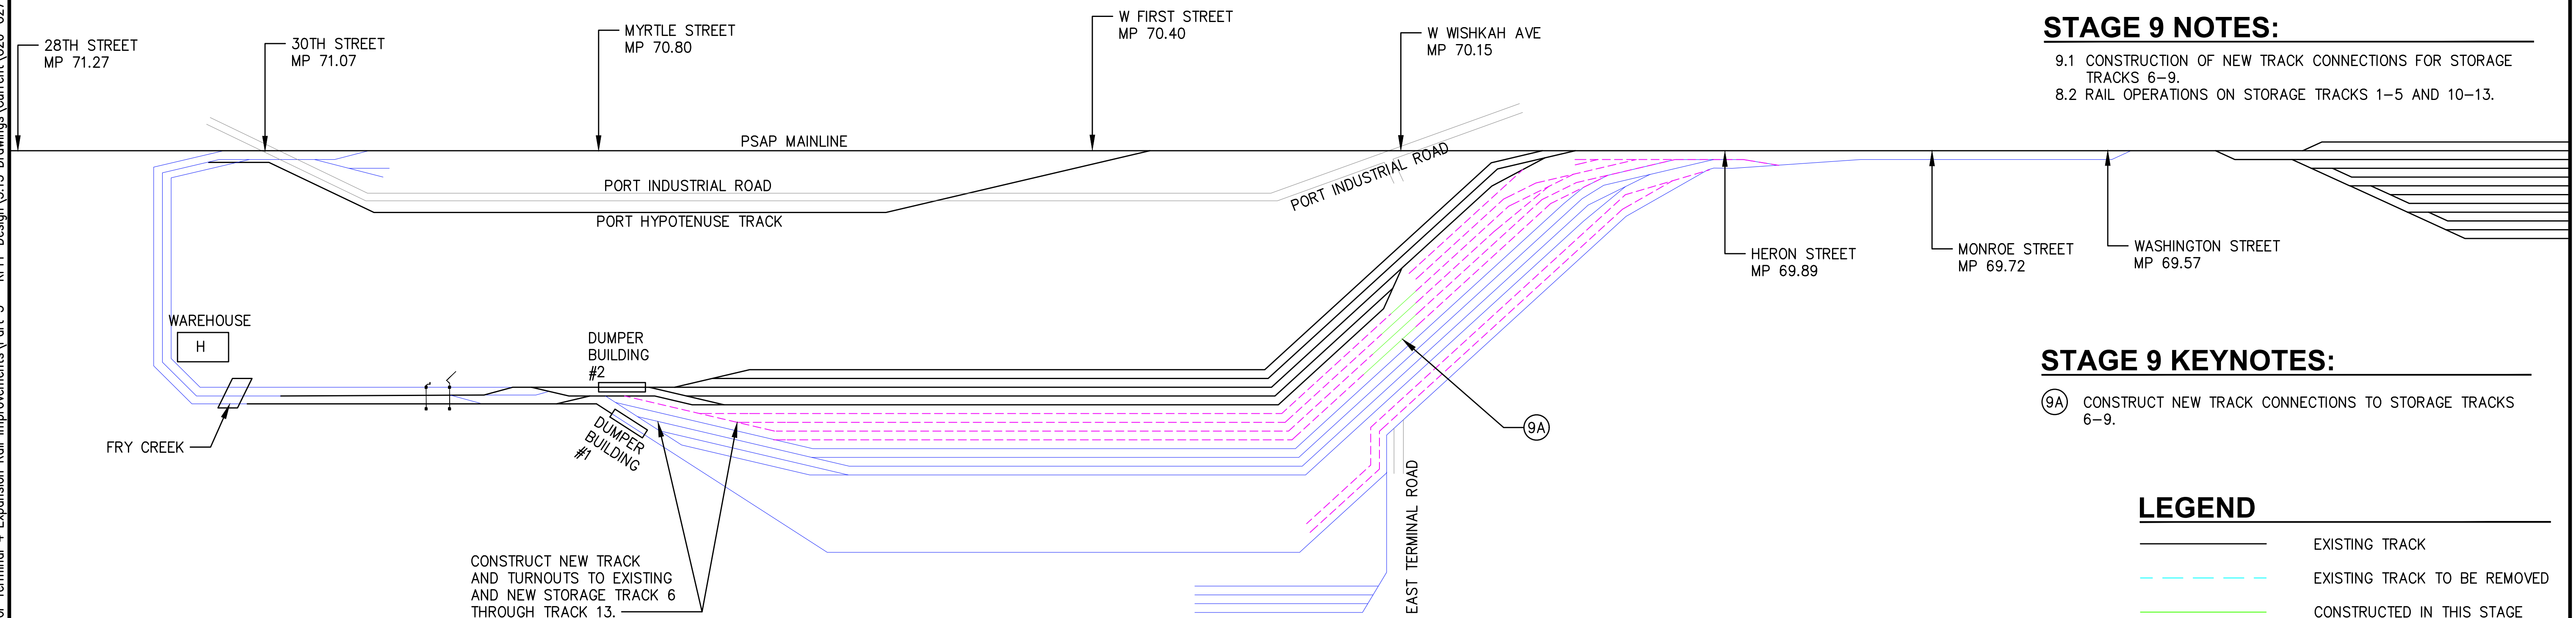 28TH STREET
MP 71.27
30TH STREET
MP 71.07
MYRTLE STREET
MP 70.80
W FIRST STREET
MP 70.40
W WISHKAH AVE
MP 70.15
PSAP MAINLINE
PORT INDUSTRIAL ROAD
PORT INDUSTRIAL ROAD
PORT HYPOTENUSE TRACK
HERON STREET
MP 69.89
MONROE STREET
MP 69.72
WASHINGTON STREET
MP 69.57
WAREHOUSE
H
DUMPER
BUILDING
#2
DUMPER
BUILDING
#1
FRY CREEK
9A
CONSTRUCT NEW TRACK
AND TURNOUTS TO EXISTING
AND NEW STORAGE TRACK 6
THROUGH TRACK 13.
EAST TERMINAL ROAD
STAGE 9 NOTES:
9.1 CONSTRUCTION OF NEW TRACK CONNECTIONS FOR STORAGE
TRACKS 6-9.
8.2 RAIL OPERATIONS ON STORAGE TRACKS 1-5 AND 10-13.
STAGE 9 KEYNOTES:
9A CONSTRUCT NEW TRACK CONNECTIONS TO STORAGE TRACKS
6-9.
LEGEND
EXISTING TRACK
EXISTING TRACK TO BE REMOVED
CONSTRUCTED IN THIS STAGE